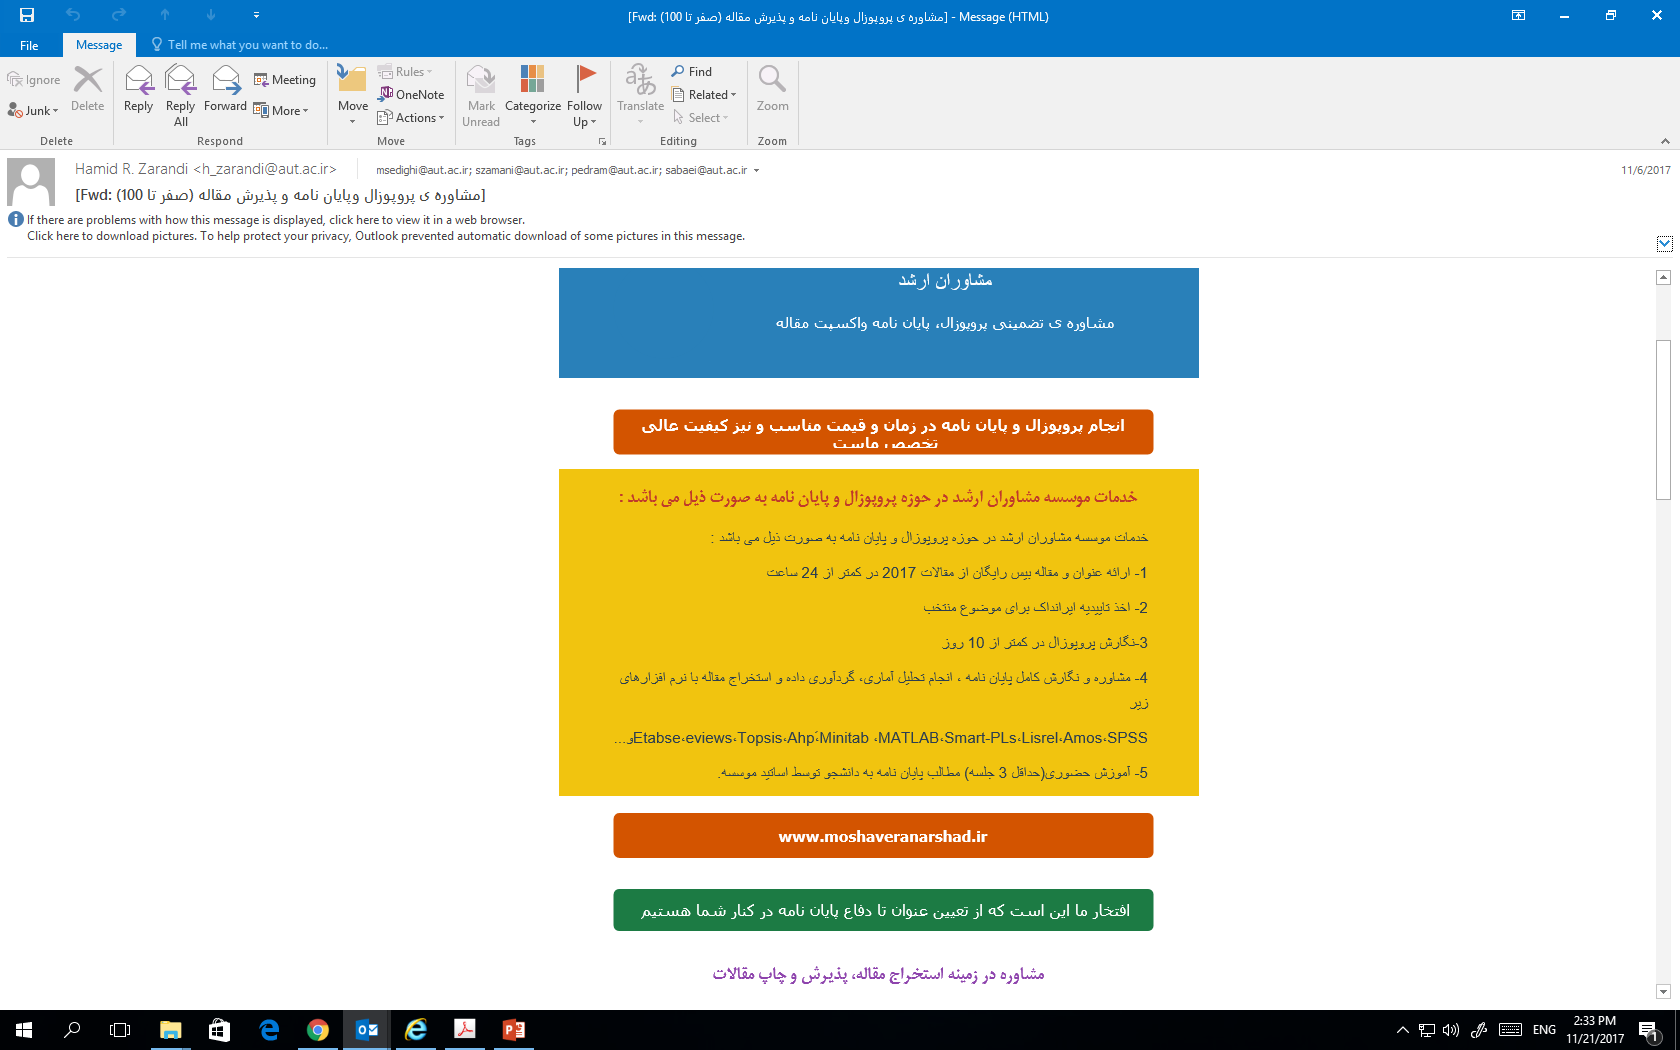 [Fwd: مشاوره ی پروپوزال وپایان نامه و پذیرش مقاله (صفر تا 100)] - Message (HTML)
File
Message
Tell me what you want to do...
Ignore
Junk
Delete
Reply
Reply All
Forward
Meeting
More
Move
Rules
OneNote
Actions
Mark Unread
Categorize
Follow Up
Translate
Find
Related
Select
Zoom
Delete
Respond
Move
Tags
Editing
Zoom
Hamid R. Zarandi <h_zarandi@aut.ac.ir>
msedighi@aut.ac.ir; szamani@aut.ac.ir; pedram@aut.ac.ir; sabaei@aut.ac.ir
11/6/2017
[Fwd: مشاوره ی پروپوزال وپایان نامه و پذیرش مقاله (صفر تا 100)]
If there are problems with how this message is displayed, click here to view it in a web browser.
Click here to download pictures. To help protect your privacy, Outlook prevented automatic download of some pictures in this message.
مشاوران ارشد
مشاوره ی تضمینی پروپوزال، پایان نامه واکسپت مقاله
انجام پروپوزال و پایان نامه در زمان و قیمت مناسب و نیز کیفیت عالی
تخصص ماست
خدمات موسسه مشاوران ارشد در حوزه پروپوزال و پایان نامه به صورت ذیل می باشد :
خدمات موسسه مشاوران ارشد در حوزه پروپوزال و پایان نامه به صورت ذیل می باشد :
1- ارائه عنوان و مقاله بیس رایگان از مقالات 2017 در کمتر از 24 ساعت
2- اخذ تاییدیه ایرانداک برای موضوع منتخب
3-نگارش پروپوزال در کمتر از 10 روز
4- مشاوره و نگارش کامل پایان نامه ، انجام تحلیل آماری، گردآوری داده و استخراج مقاله با نرم افزارهای
زیر
SPSS،Amos،Lisrel،Smart-PLs،MATLAB، Minitab،ِAhp،Topsis،eviews،Etabseو...
5- آموزش حضوری(حداقل 3 جلسه) مطالب پایان نامه به دانشجو توسط اساتید موسسه.
www.moshaveranarshad.ir
افتخار ما این است که از تعیین عنوان تا دفاع پایان نامه در کنار شما هستیم
مشاوره در زمینه استخراج مقاله، پذیرش و چاپ مقالات
ENG
2:33 PM
11/21/2017
1